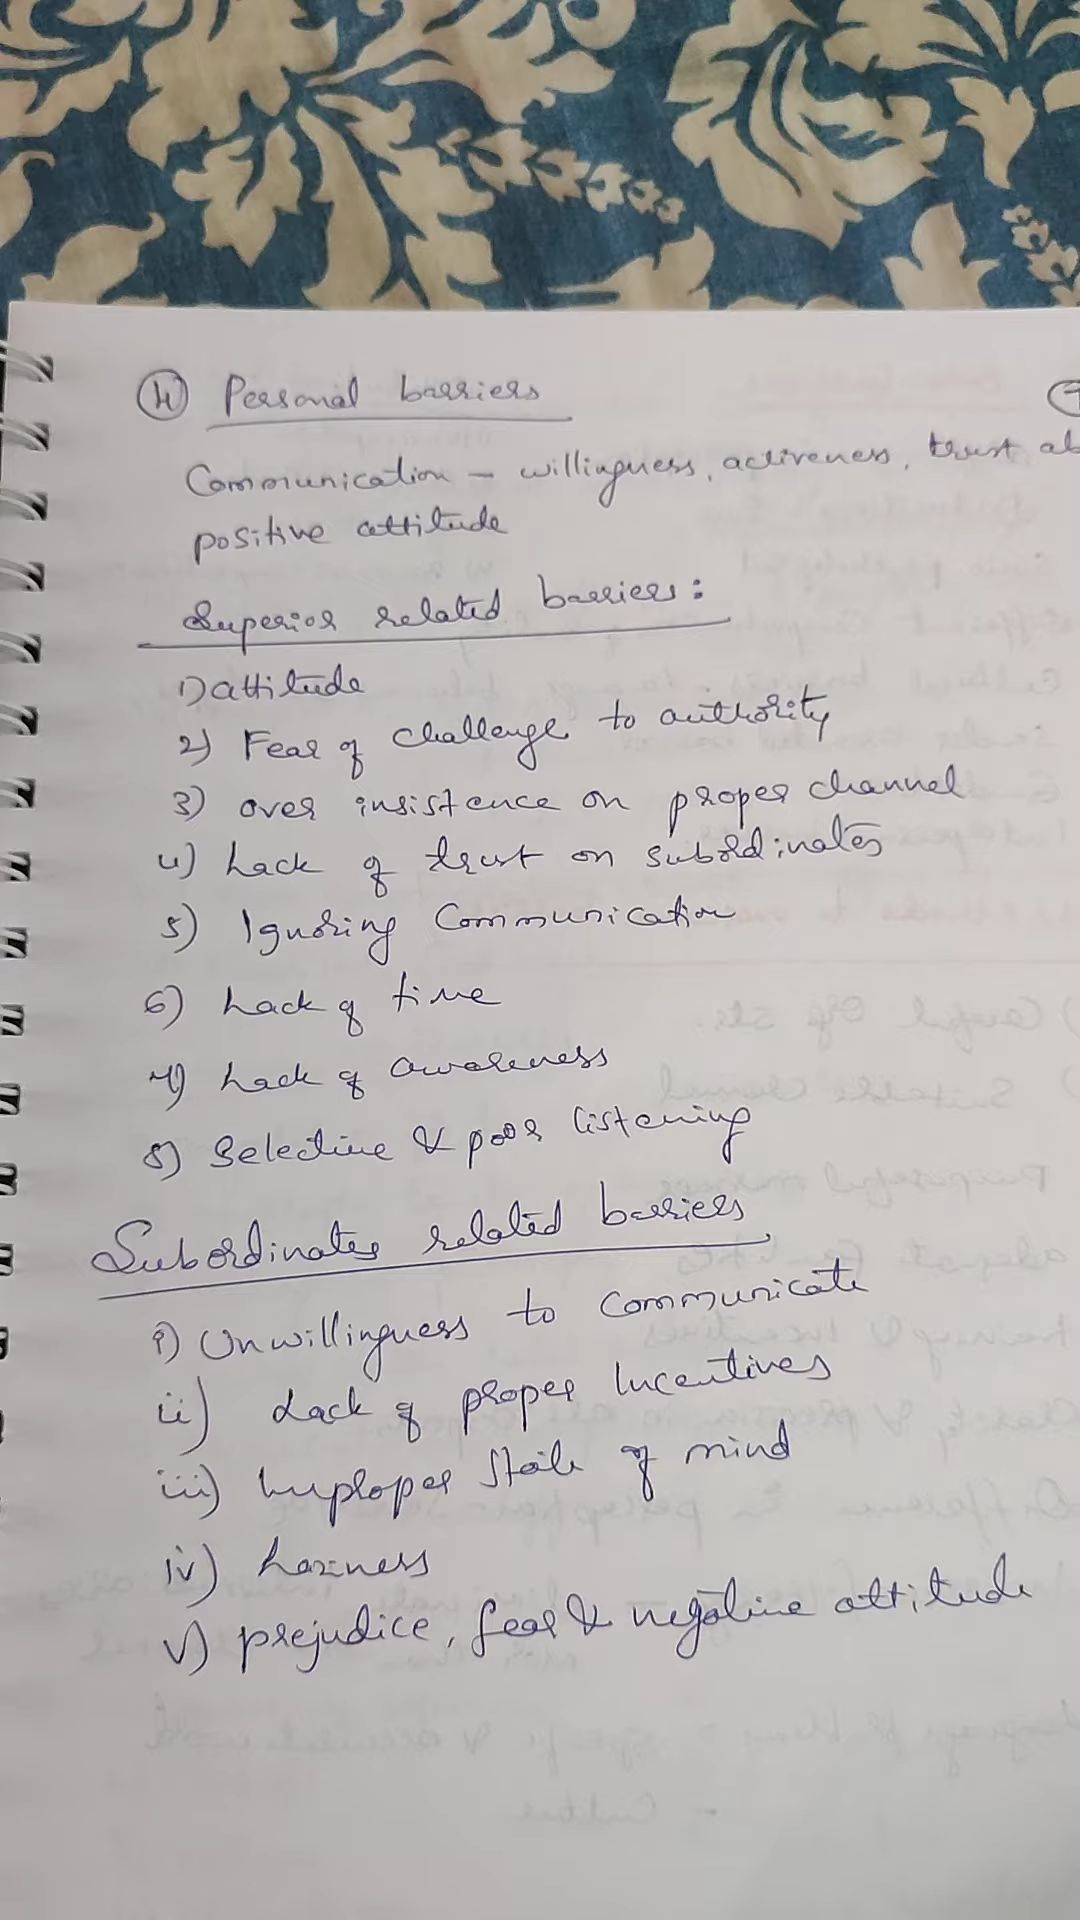 ④ Personal barriers
Communication - willingness, activeness, trust
positive attitude
Superior related barriers:
1) attitude
2) Fear of challenge to authority
3) over insistence on proper channel
4) Lack of trust on subordinates
5) Ignoring Communication
6) Lack of time
7) Lack of awareness
8) Selective & poor listening
Subordinates related barriers
i) Unwillingness to communicate
ii) Lack of proper Incentives
iii) Improper State of mind
iv) Laziness
v) prejudice, fear & negative attitude